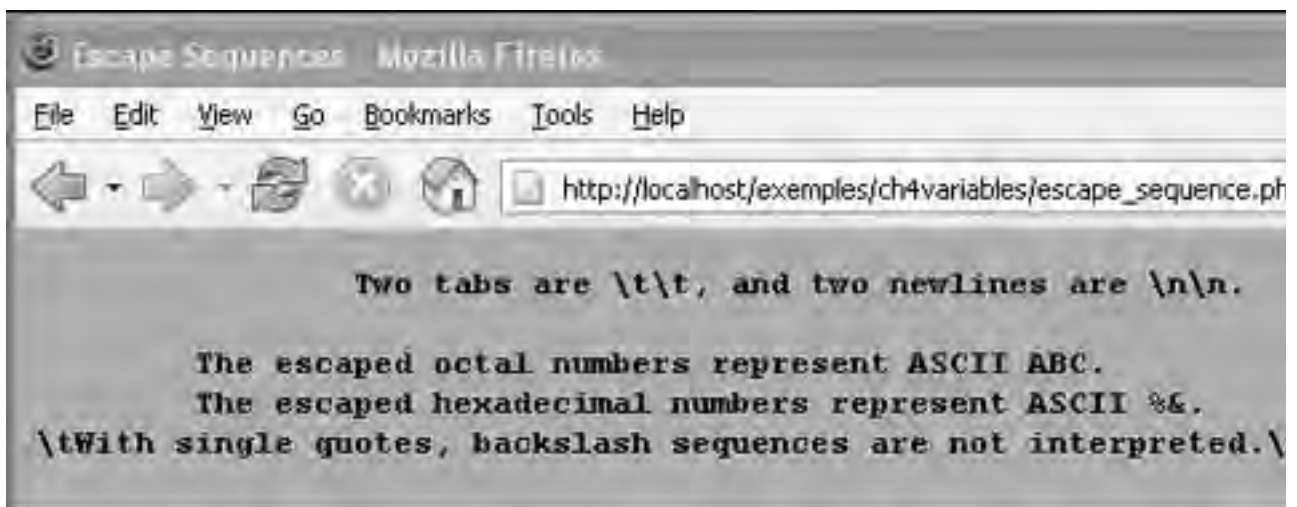 Escape Sequences - Mozilla Firefox
File Edit View Go Bookmarks Tools Help
http://localhost/exemples/ch4variables/escape_sequence.ph
Two tabs are \t\t, and two newlines are \n\n.
The escaped octal numbers represent ASCII ABC.
The escaped hexadecimal numbers represent ASCII %&.
\tWith single quotes, backslash sequences are not interpreted.\